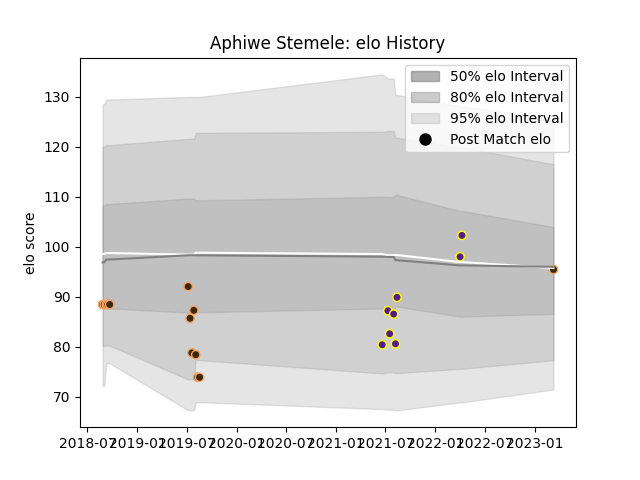 Aphiwe Stemele: elo History
50% elo Interval
80% elo Interval
95% elo Interval
Post Match elo
elo score
130
120
110
100
90
80
70
2018-07 2019-01 2019-07 2020-01 2020-07 2021-01 2021-07 2022-01 2022-07 2023-01